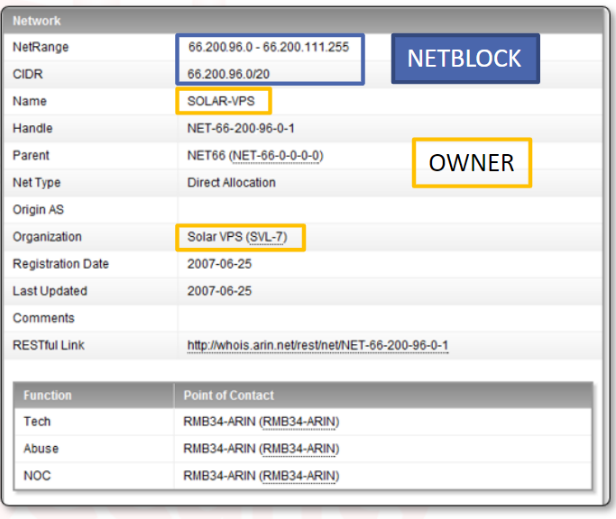 Network
NetRange 66.200.96.0 - 66.200.111.255
NETBLOCK
CIDR 66.200.96.0/20
Name SOLAR-VPS
Handle NET-66-200-96-0-1
Parent NET66 (NET-66-0-0-0-0)
OWNER
Net Type Direct Allocation
Origin AS
Organization Solar VPS (SVL-7)
Registration Date 2007-06-25
Last Updated 2007-06-25
Comments
RESTful Link http://whois.arin.net/rest/net/NET-66-200-96-0-1
Function Point of Contact
Tech RMB34-ARIN (RMB34-ARIN)
Abuse RMB34-ARIN (RMB34-ARIN)
NOC RMB34-ARIN (RMB34-ARIN)